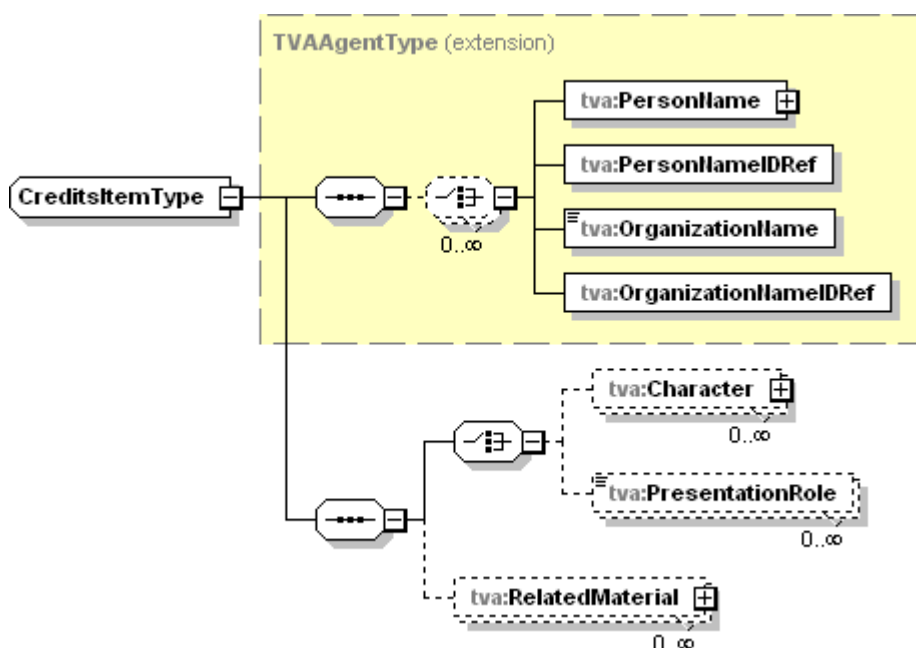 TVAAgentType (extension)
tva:PersonName
tva:PersonNameIDRef
CreditsItemType
0..∞
tva:OrganizationName
tva:OrganizationNameIDRef
tva:Character
0..∞
tva:PresentationRole
0..∞
tva:RelatedMaterial
0..∞